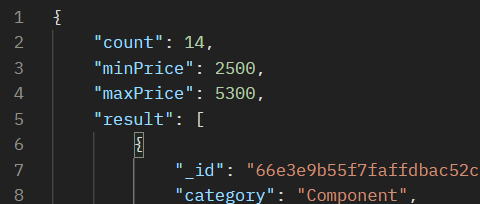 1 {
2 "count": 14,
3 "minPrice": 2500,
4 "maxPrice": 5300,
5 "result": [
6 {
7 "_id": "66e3e9b55f7faffdbac52c
8 "category": "Component",